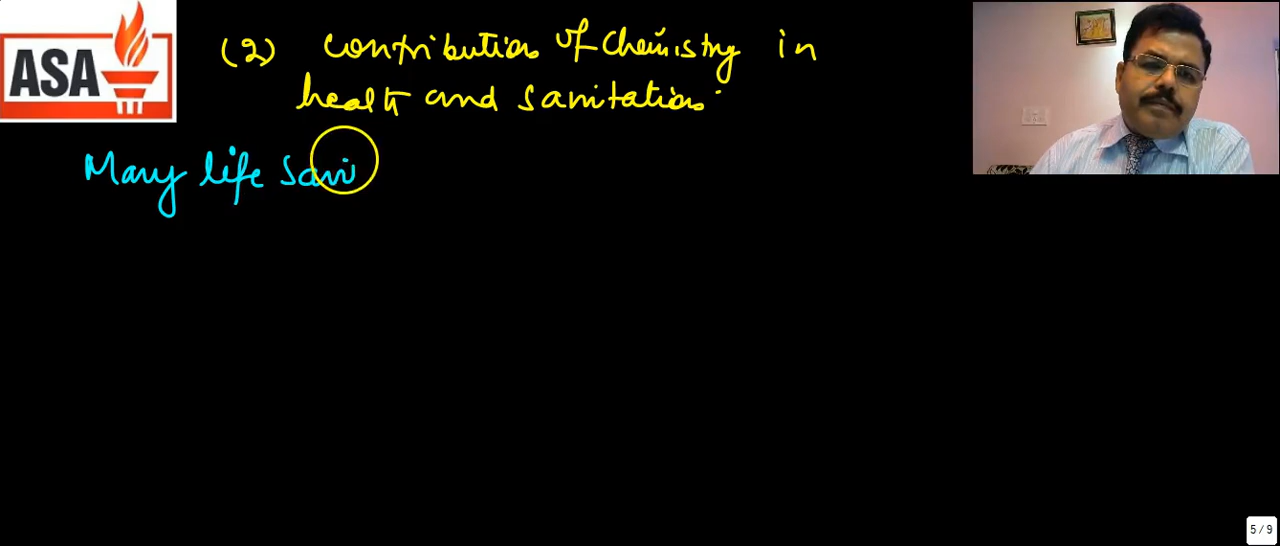 ASA
(2) Contribution of Chemistry in
health and sanitation.
Many life savi
5/9